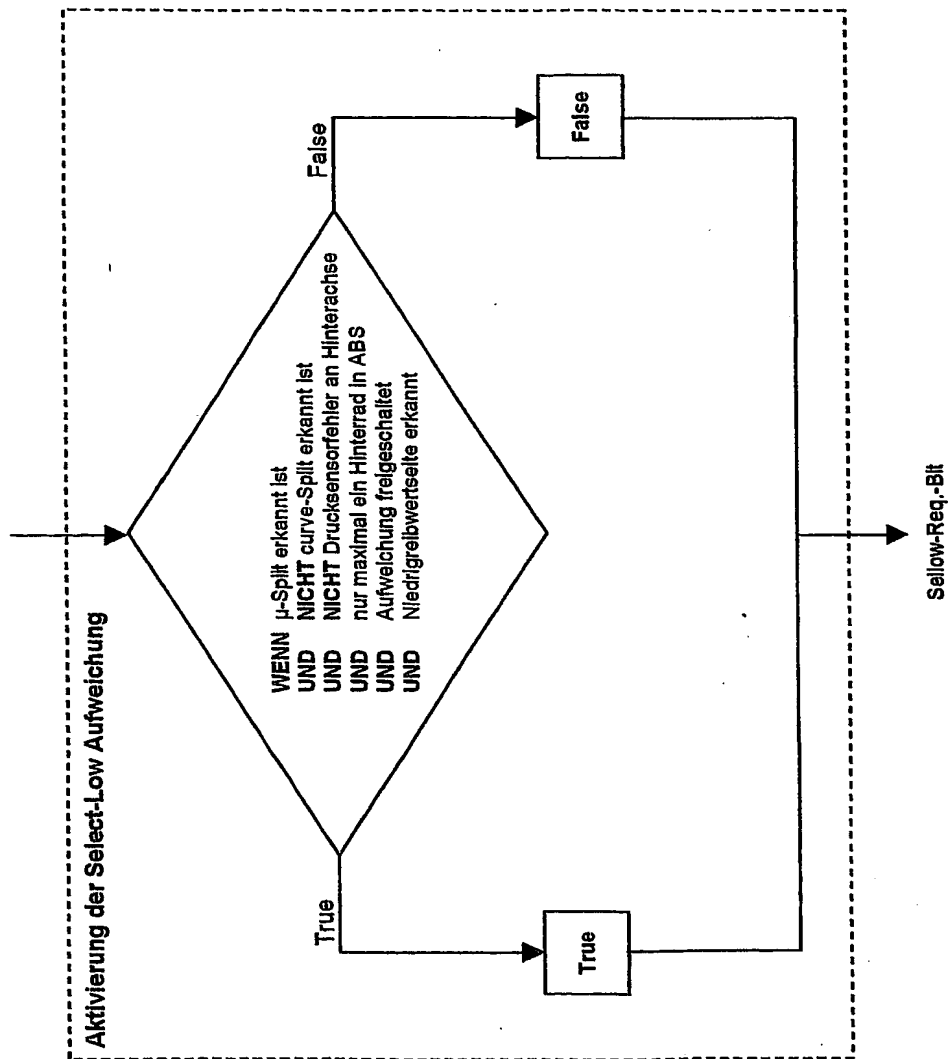 Aktivierung der Select-Low Aufweichung
WENN µ-Split erkannt ist
UND NICHT curve-Split erkannt ist
UND NICHT Drucksensorfehler an Hinterachse
UND nur maximal ein Hinterrad in ABS
UND Aufweichung freigeschaltet
UND Niedrigreibwertseite erkannt
True
False
True
False
Sellow-Req.-Bit